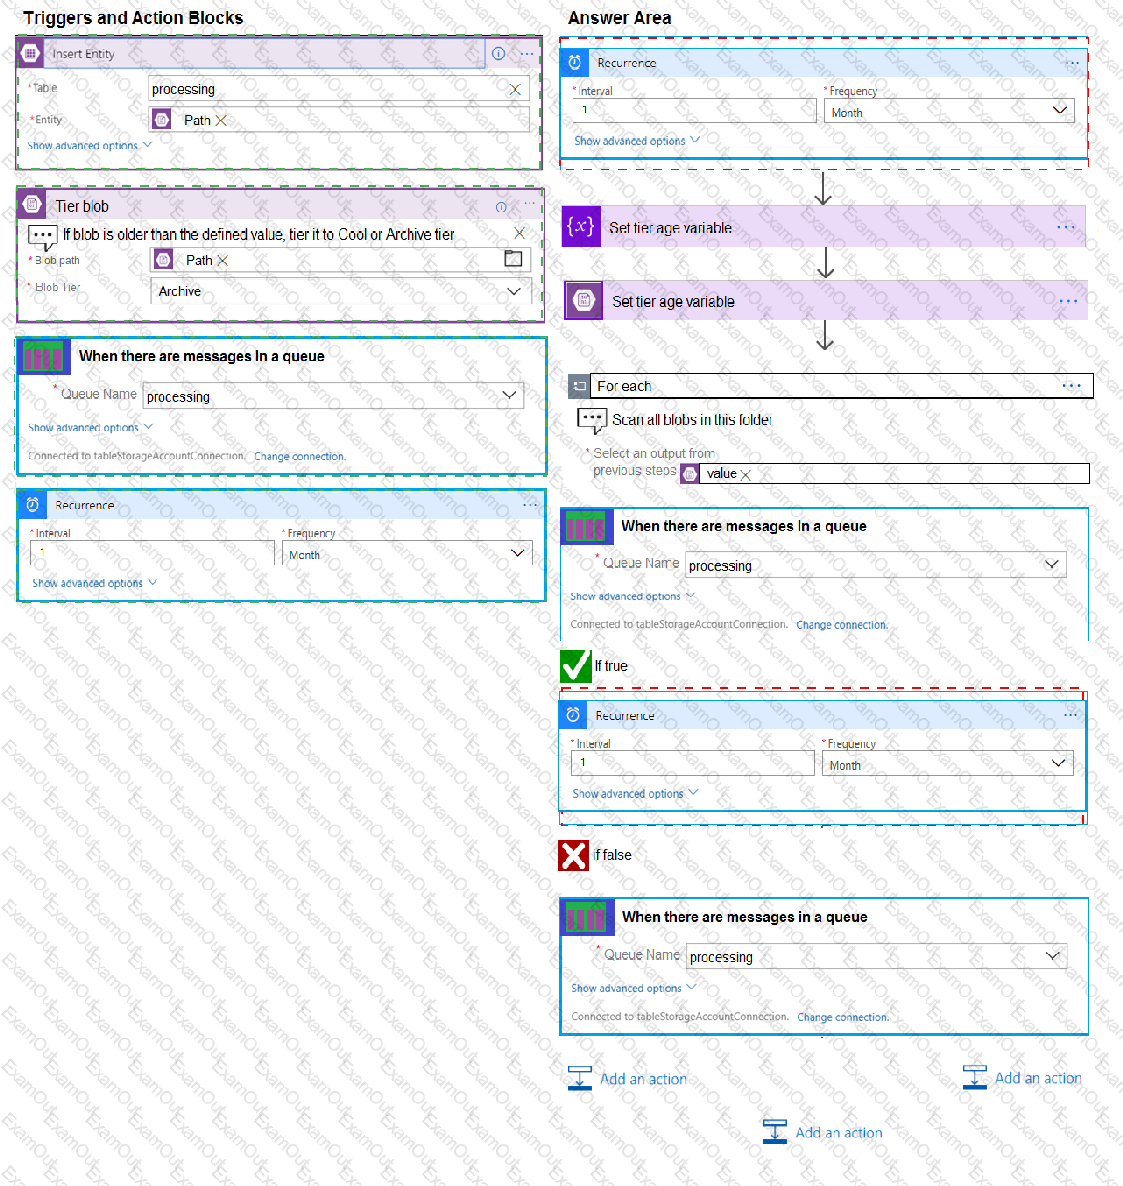 Triggers and Action Blocks
Insert Entity
*Table
processing
*Entity
Path
Show advanced options
Tier blob
If blob is older than the defined value, tier it to Cool or Archive tier
*Blob path
Path
*Blob Tier
Archive
When there are messages In a queue
*Queue Name
processing
Show advanced options
Connected to tableStorageAccountConnection. Change connection.
Recurrence
*Interval
*Frequency
1
Month
Show advanced options
Answer Area
Recurrence
*Interval
*Frequency
1
Month
Show advanced options
{x} Set tier age variable
Set tier age variable
For each
Scan all blobs in this folder
*Select an output from
previous steps
value
When there are messages In a queue
*Queue Name
processing
Show advanced options
Connected to tableStorageAccountConnection. Change connection.
If true
Recurrence
*Interval
*Frequency
1
Month
Show advanced options
if false
When there are messages in a queue
*Queue Name
processing
Show advanced options
Connected to tableStorageAccountConnection. Change connection.
Add an action
Add an action
Add an action